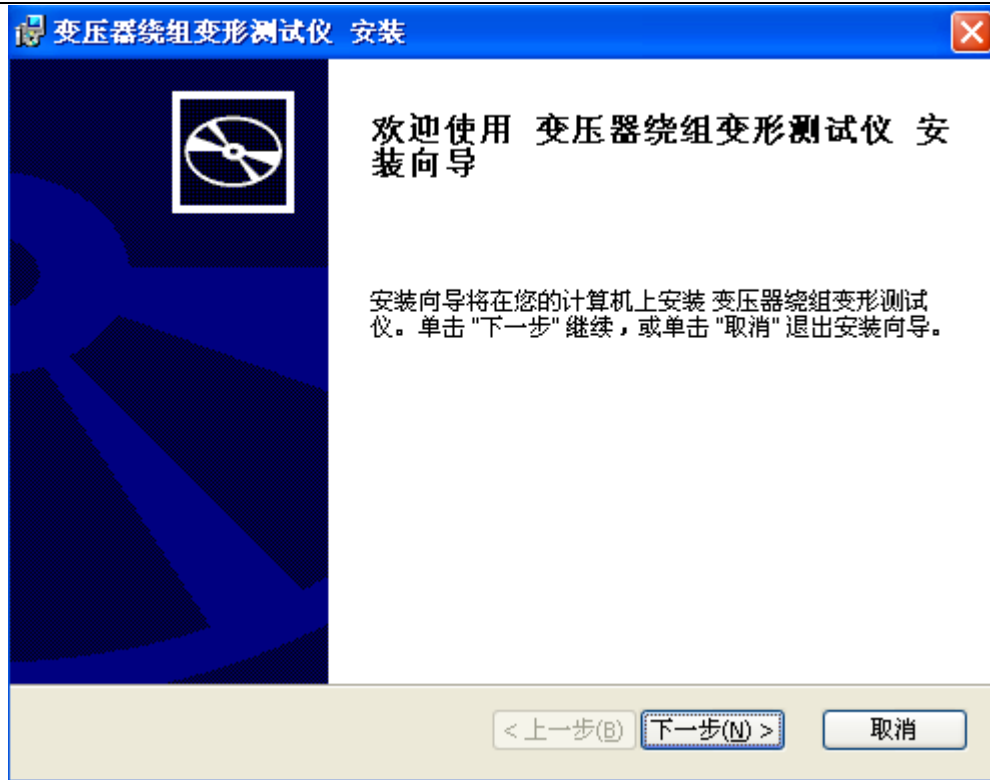 变压器绕组变形测试仪 安装
欢迎使用 变压器绕组变形测试仪 安
装向导
安装向导将在您的计算机上安装 变压器绕组变形测试
仪。单击 "下一步" 继续，或单击 "取消" 退出安装向导。
< 上一步(B) 下一步(N) > 取消